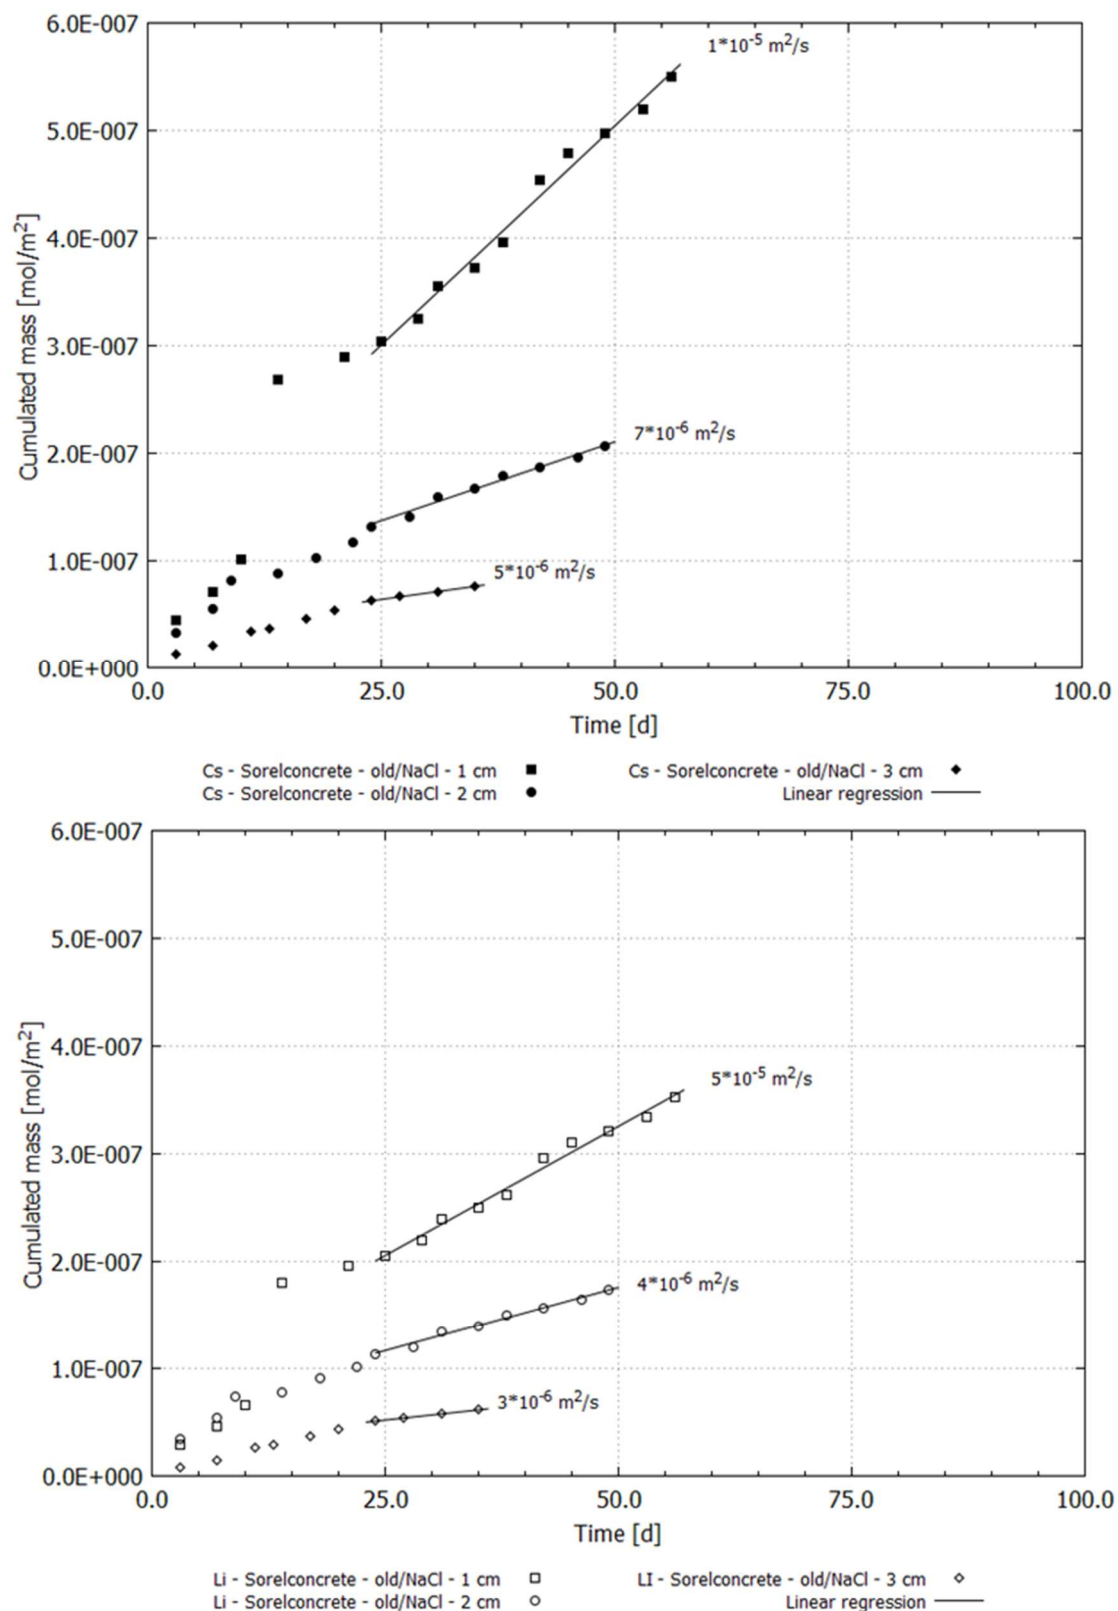 6.0E-007
1*10-5 m2/s
5.0E-007
4.0E-007
Cumulated mass [mol/m2]
3.0E-007
7*10-6 m2/s
2.0E-007
1.0E-007
5*10-6 m2/s
0.0E+000
0.0 25.0 50.0 75.0 100.0
Time [d]
Cs - Sorelconcrete - old/NaCl - 1 cm Cs - Sorelconcrete - old/NaCl - 3 cm
Cs - Sorelconcrete - old/NaCl - 2 cm Linear regression
6.0E-007
5.0E-007
4.0E-007
5*10-5 m2/s
Cumulated mass [mol/m2]
3.0E-007
2.0E-007
4*10-6 m2/s
1.0E-007
3*10-6 m2/s
0.0E+000
0.0 25.0 50.0 75.0 100.0
Time [d]
Li - Sorelconcrete - old/NaCl - 1 cm LI - Sorelconcrete - old/NaCl - 3 cm
Li - Sorelconcrete - old/NaCl - 2 cm Linear regression